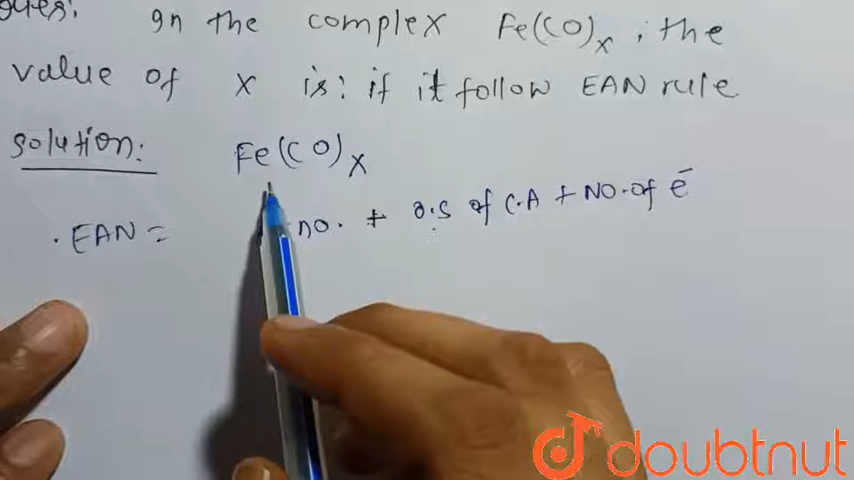 Ques: In the complex Fe(CO)x, the
value of x is: if it follow EAN rule
solution: Fe(CO)x
.EAN = no. + O.S of C.A + No. of e⁻
doubtnut